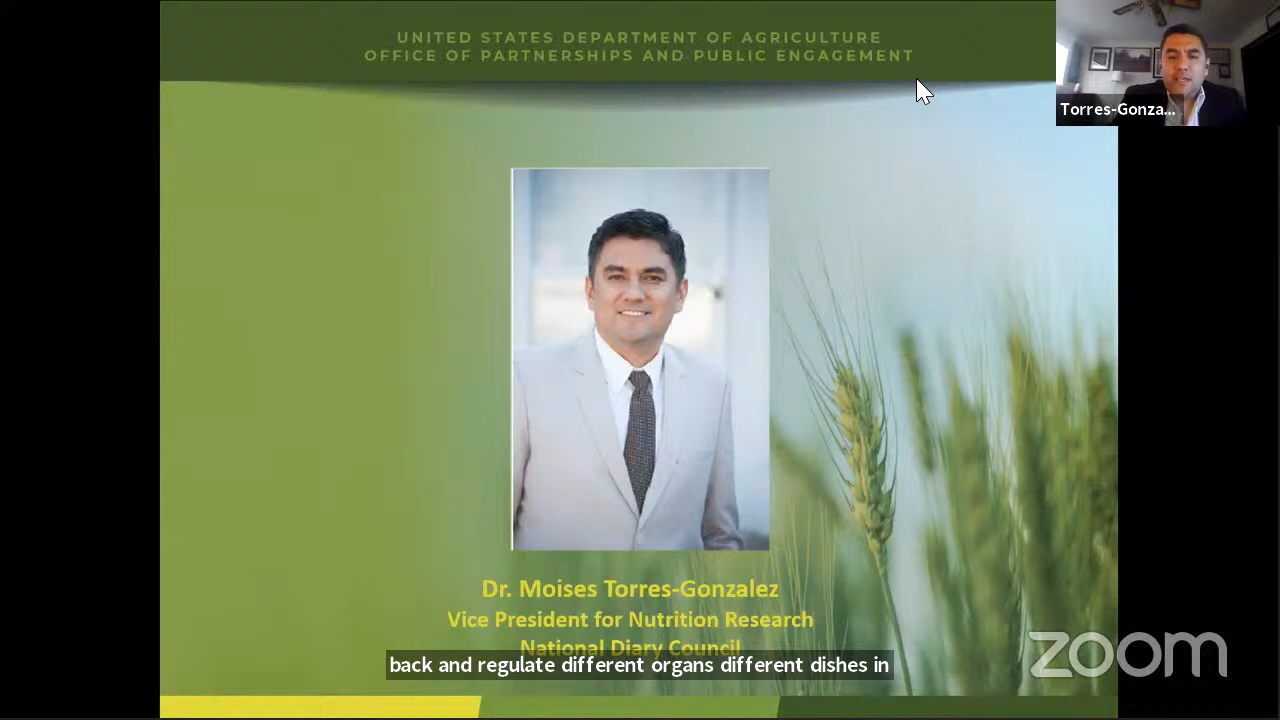 UNITED STATES DEPARTMENT OF AGRICULTURE
OFFICE OF PARTNERSHIPS AND PUBLIC ENGAGEMENT
Torres-Gonza...
Dr. Moises Torres-Gonzalez
Vice President for Nutrition Research
National Diary Council
back and regulate different organs different dishes in
zoom